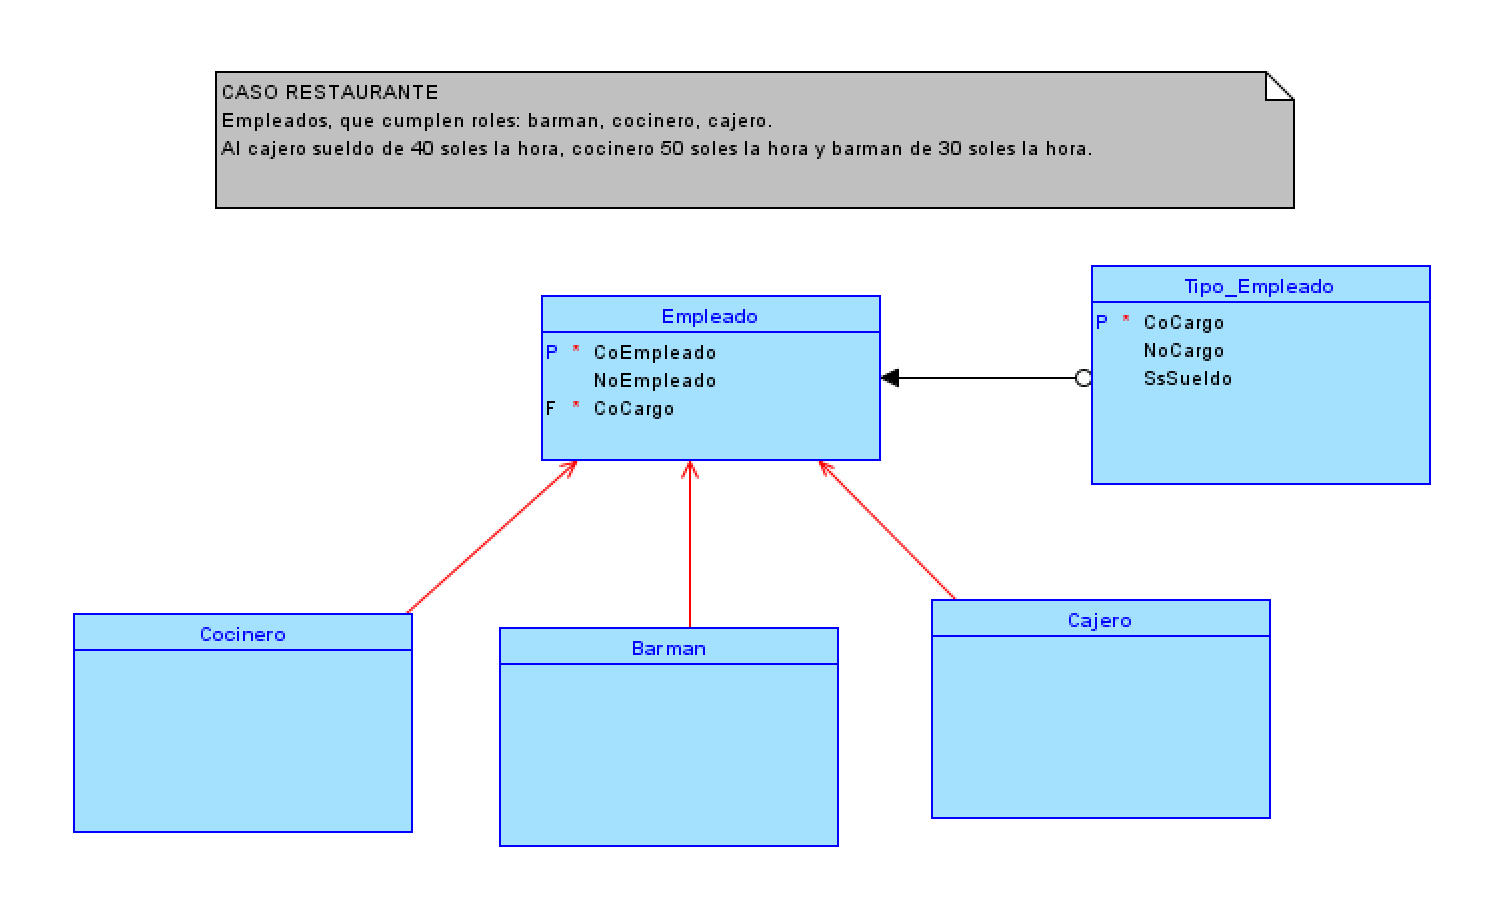 CASO RESTAURANTE
Empleados, que cumplen roles: barman, cocinero, cajero.
Al cajero sueldo de 40 soles la hora, cocinero 50 soles la hora y barman de 30 soles la hora.
Empleado
P * CoEmpleado
NoEmpleado
F * CoCargo
Tipo_Empleado
P * CoCargo
NoCargo
SsSueldo
Cocinero
Barman
Cajero